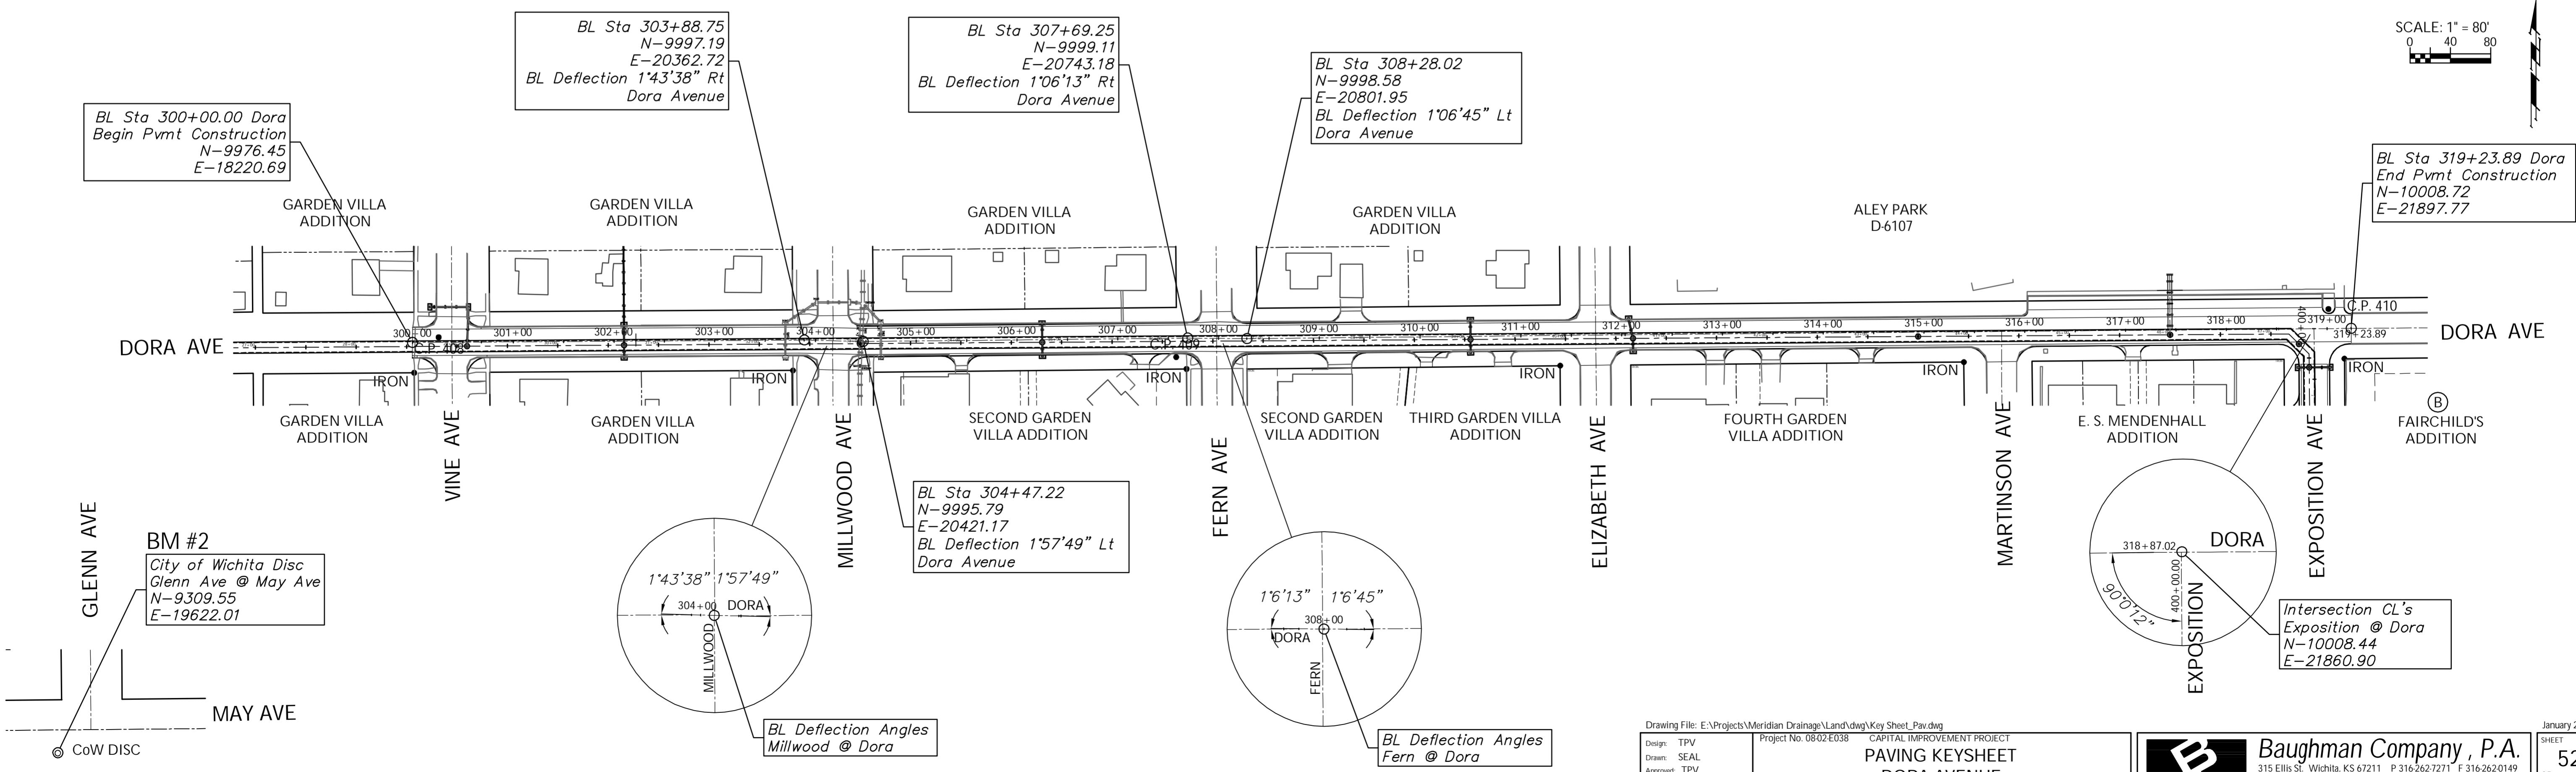 BL Sta 300+00.00 Dora
Begin Pvmt Construction
N-9976.45
E-18220.69
BL Sta 303+88.75
N-9997.19
E-20362.72
BL Deflection 1°43'38" Rt
Dora Avenue
BL Sta 307+69.25
N-9999.11
E-20743.18
BL Deflection 1°06'13" Rt
Dora Avenue
BL Sta 308+28.02
N-9998.58
E-20801.95
BL Deflection 1°06'45" Lt
Dora Avenue
SCALE: 1" = 80'
0 40 80
BL Sta 319+23.89 Dora
End Pvmt Construction
N-10008.72
E-21897.77
GARDEN VILLA
ADDITION
GARDEN VILLA
ADDITION
GARDEN VILLA
ADDITION
GARDEN VILLA
ADDITION
ALEY PARK
D-6107
DORA AVE
300+00
301+00
302+00
303+00
304+00
305+00
306+00
307+00
308+00
309+00
310+00
311+00
312+00
313+00
314+00
315+00
316+00
317+00
318+00
319+00
319+23.89
400+00
C.P. 408
C.P. 409
C.P. 410
DORA AVE
IRON
IRON
IRON
IRON
IRON
IRON
GARDEN VILLA
ADDITION
GARDEN VILLA
ADDITION
SECOND GARDEN
VILLA ADDITION
SECOND GARDEN
VILLA ADDITION
THIRD GARDEN VILLA
ADDITION
FOURTH GARDEN
VILLA ADDITION
E. S. MENDENHALL
ADDITION
B
FAIRCHILD'S
ADDITION
VINE AVE
MILLWOOD AVE
FERN AVE
ELIZABETH AVE
MARTINSON AVE
EXPOSITION AVE
GLENN AVE
BM #2
City of Wichita Disc
Glenn Ave @ May Ave
N-9309.55
E-19622.01
MAY AVE
CoW DISC
BL Sta 304+47.22
N-9995.79
E-20421.17
BL Deflection 1°57'49" Lt
Dora Avenue
1°43'38" 1°57'49"
304+00 DORA
MILLWOOD
BL Deflection Angles
Millwood @ Dora
1°6'13" 1°6'45"
308+00
DORA
FERN
BL Deflection Angles
Fern @ Dora
318+87.02
DORA
400+00.00
90°0'12"
EXPOSITION
Intersection CL's
Exposition @ Dora
N-10008.44
E-21860.90
Drawing File: E:\Projects\Meridian Drainage\Land\dwg\Key Sheet_Pav.dwg
Design: TPV
Drawn: SEAL
Approved: TPV
Project No. 08-02-E038 CAPITAL IMPROVEMENT PROJECT
PAVING KEYSHEET
DORA AVENUE
B
Baughman Company, P.A.
315 Ellis St. Wichita, KS 67211 P 316-262-7271 F 316-262-0149
January 2
SHEET
52